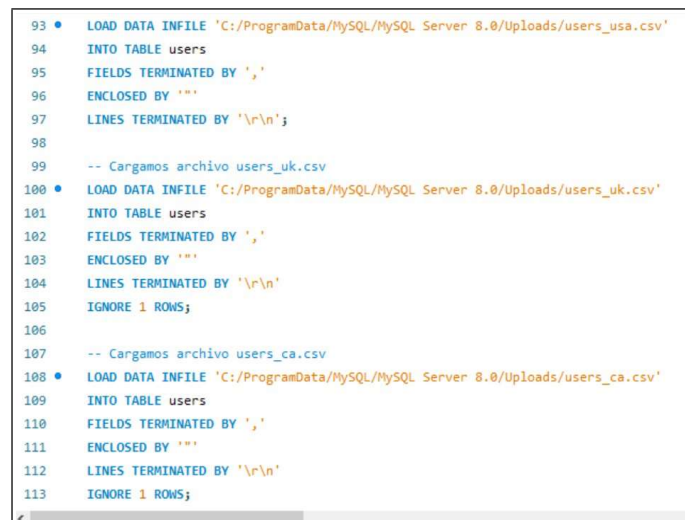 93 LOAD DATA INFILE 'C:/ProgramData/MySQL/MySQL Server 8.0/Uploads/users_usa.csv'
94 INTO TABLE users
95 FIELDS TERMINATED BY ','
96 ENCLOSED BY '"'
97 LINES TERMINATED BY '\r\n';
98
99 -- Cargamos archivo users_uk.csv
100 LOAD DATA INFILE 'C:/ProgramData/MySQL/MySQL Server 8.0/Uploads/users_uk.csv'
101 INTO TABLE users
102 FIELDS TERMINATED BY ','
103 ENCLOSED BY '"'
104 LINES TERMINATED BY '\r\n'
105 IGNORE 1 ROWS;
106
107 -- Cargamos archivo users_ca.csv
108 LOAD DATA INFILE 'C:/ProgramData/MySQL/MySQL Server 8.0/Uploads/users_ca.csv'
109 INTO TABLE users
110 FIELDS TERMINATED BY ','
111 ENCLOSED BY '"'
112 LINES TERMINATED BY '\r\n'
113 IGNORE 1 ROWS;